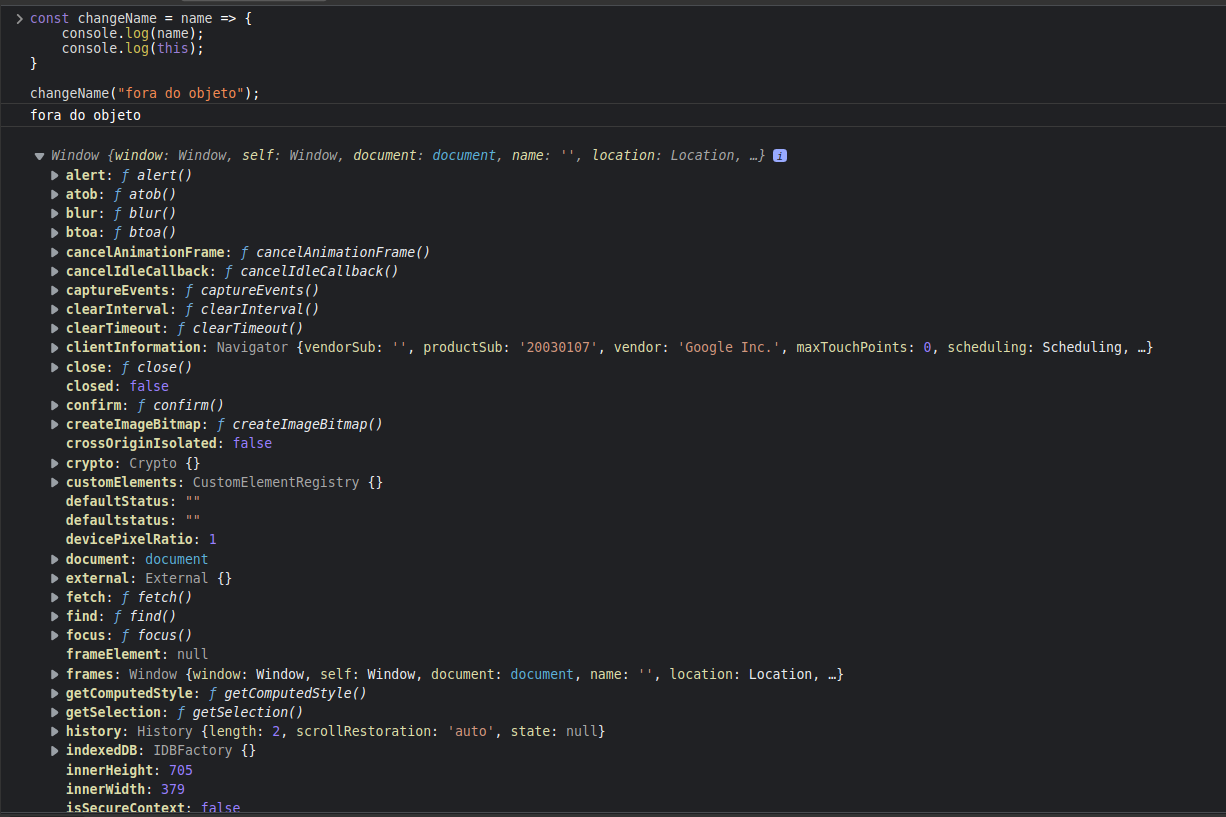 const changeName = name => {
    console.log(name);
    console.log(this);
}
changeName("fora do objeto");
fora do objeto
Window {window: Window, self: Window, document: document, name: '', location: Location, …} i
alert: ƒ alert()
atob: ƒ atob()
blur: ƒ blur()
btoa: ƒ btoa()
cancelAnimationFrame: ƒ cancelAnimationFrame()
cancelIdleCallback: ƒ cancelIdleCallback()
captureEvents: ƒ captureEvents()
clearInterval: ƒ clearInterval()
clearTimeout: ƒ clearTimeout()
clientInformation: Navigator {vendorSub: '', productSub: '20030107', vendor: 'Google Inc.', maxTouchPoints: 0, scheduling: Scheduling, …}
close: ƒ close()
closed: false
confirm: ƒ confirm()
createImageBitmap: ƒ createImageBitmap()
crossOriginIsolated: false
crypto: Crypto {}
customElements: CustomElementRegistry {}
defaultStatus: ""
defaultstatus: ""
devicePixelRatio: 1
document: document
external: External {}
fetch: ƒ fetch()
find: ƒ find()
focus: ƒ focus()
frameElement: null
frames: Window {window: Window, self: Window, document: document, name: '', location: Location, …}
getComputedStyle: ƒ getComputedStyle()
getSelection: ƒ getSelection()
history: History {length: 2, scrollRestoration: 'auto', state: null}
indexedDB: IDBFactory {}
innerHeight: 705
innerWidth: 379
isSecureContext: false